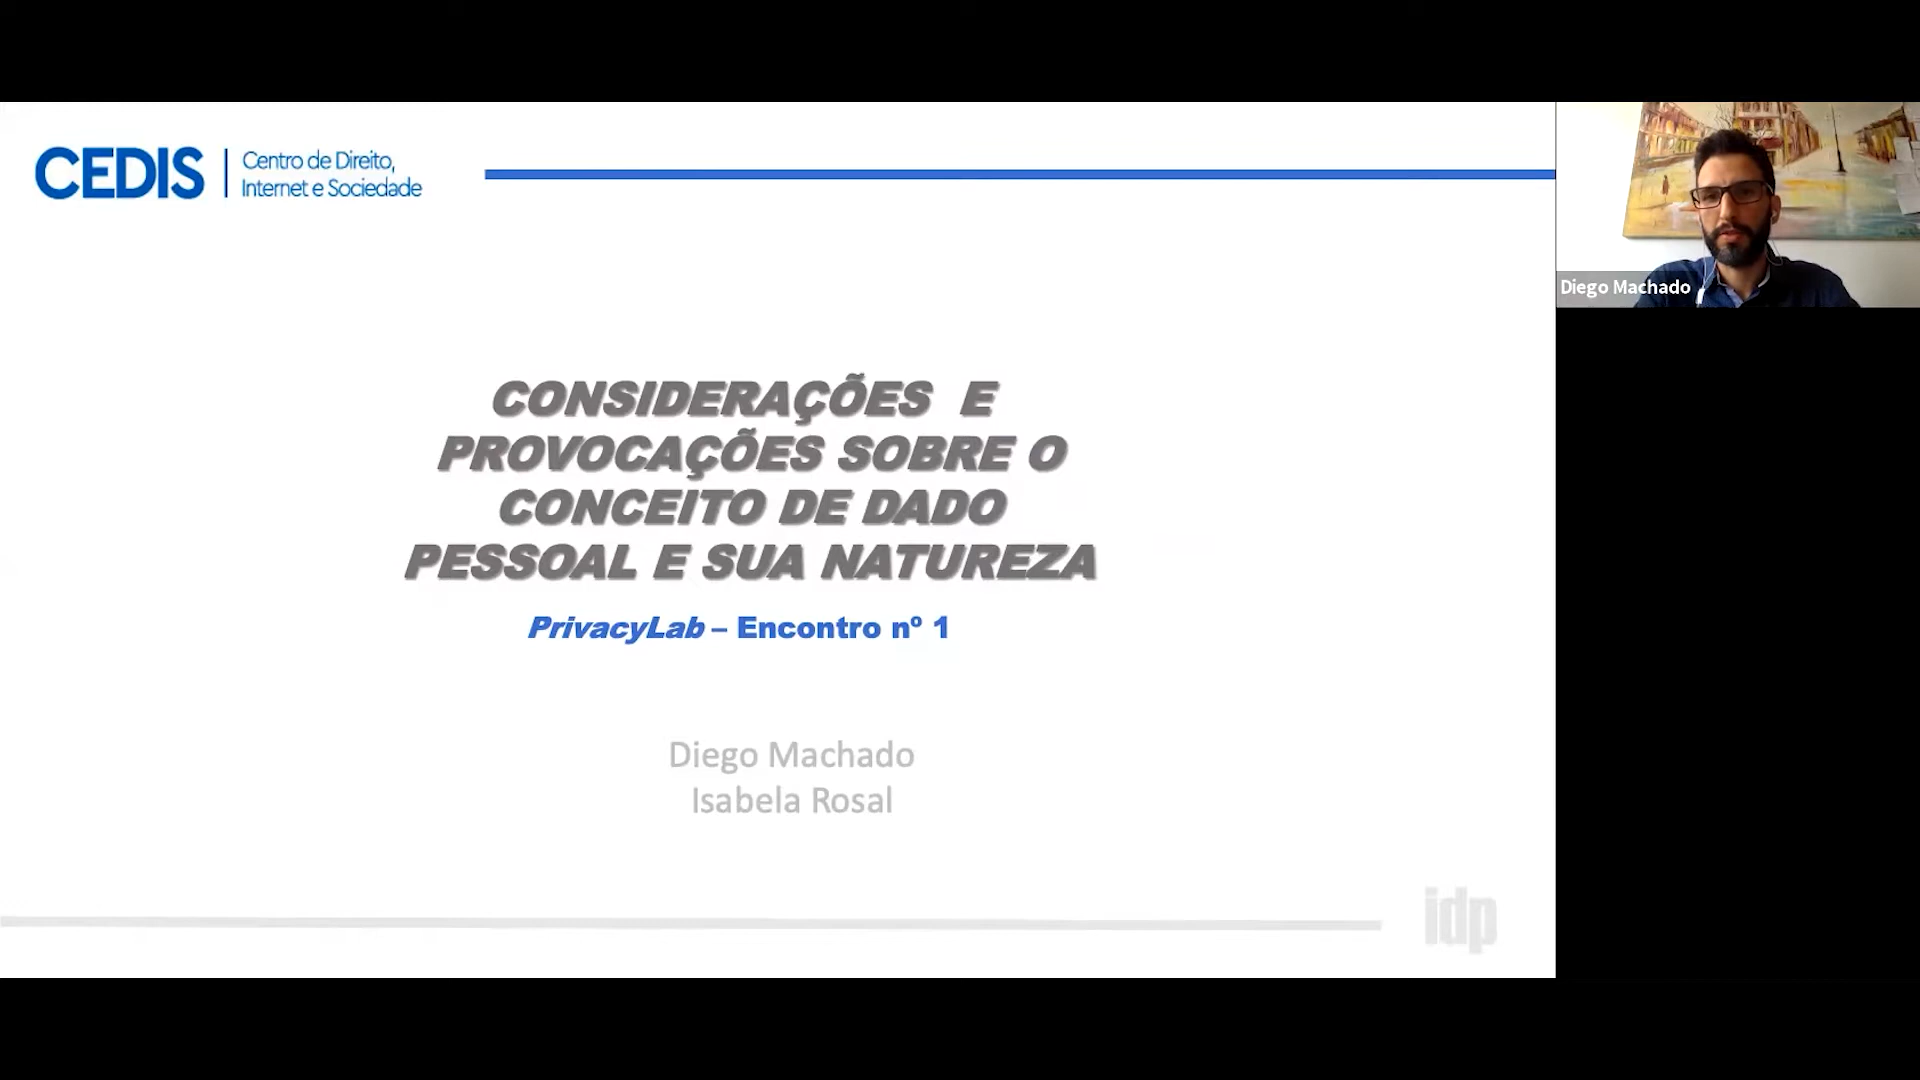 CEDIS
Centro de Direito,
Internet e Sociedade
CONSIDERAÇÕES E
PROVOCAÇÕES SOBRE O
CONCEITO DE DADO
PESSOAL E SUA NATUREZA
PrivacyLab – Encontro nº 1
Diego Machado
Isabela Rosal
idp
Diego Machado